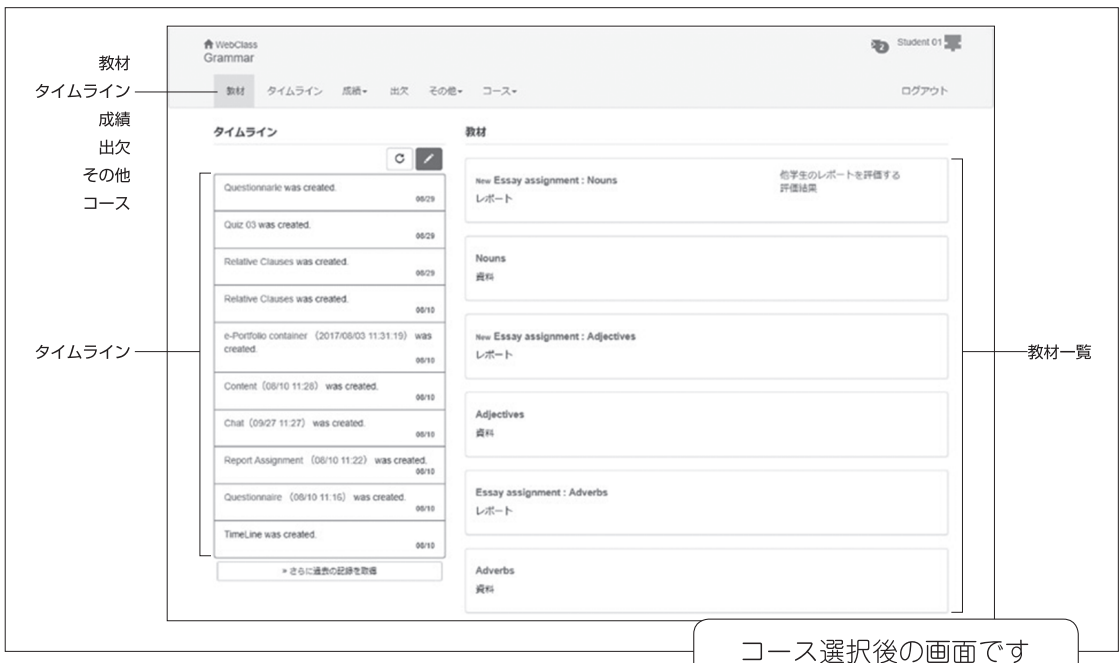 教材
タイムライン
成績
出欠
その他
コース
タイムライン
WebClass
Grammar
2
Student 01
教材 タイムライン 成績 出欠 その他 コース ログアウト
タイムライン
Questionnarie was created.
08/29
Quiz 03 was created.
08/29
Relative Clauses was created.
08/29
Relative Clauses was created.
08/10
e-Portfolio container (2017/08/03 11:31:19) was
created.
08/10
Content (08/10 11:28) was created.
08/10
Chat (09/27 11:27) was created.
08/10
Report Assignment (08/10 11:22) was created.
08/10
Questionnaire (08/10 11:16) was created.
08/10
TimeLine was created.
08/10
» さらに過去の記録を取得
教材
New Essay assignment : Nouns
レポート
他学生のレポートを評価する
評価結果
Nouns
資料
New Essay assignment : Adjectives
レポート
Adjectives
資料
Essay assignment : Adverbs
レポート
Adverbs
資料
教材一覧
コース選択後の画面です